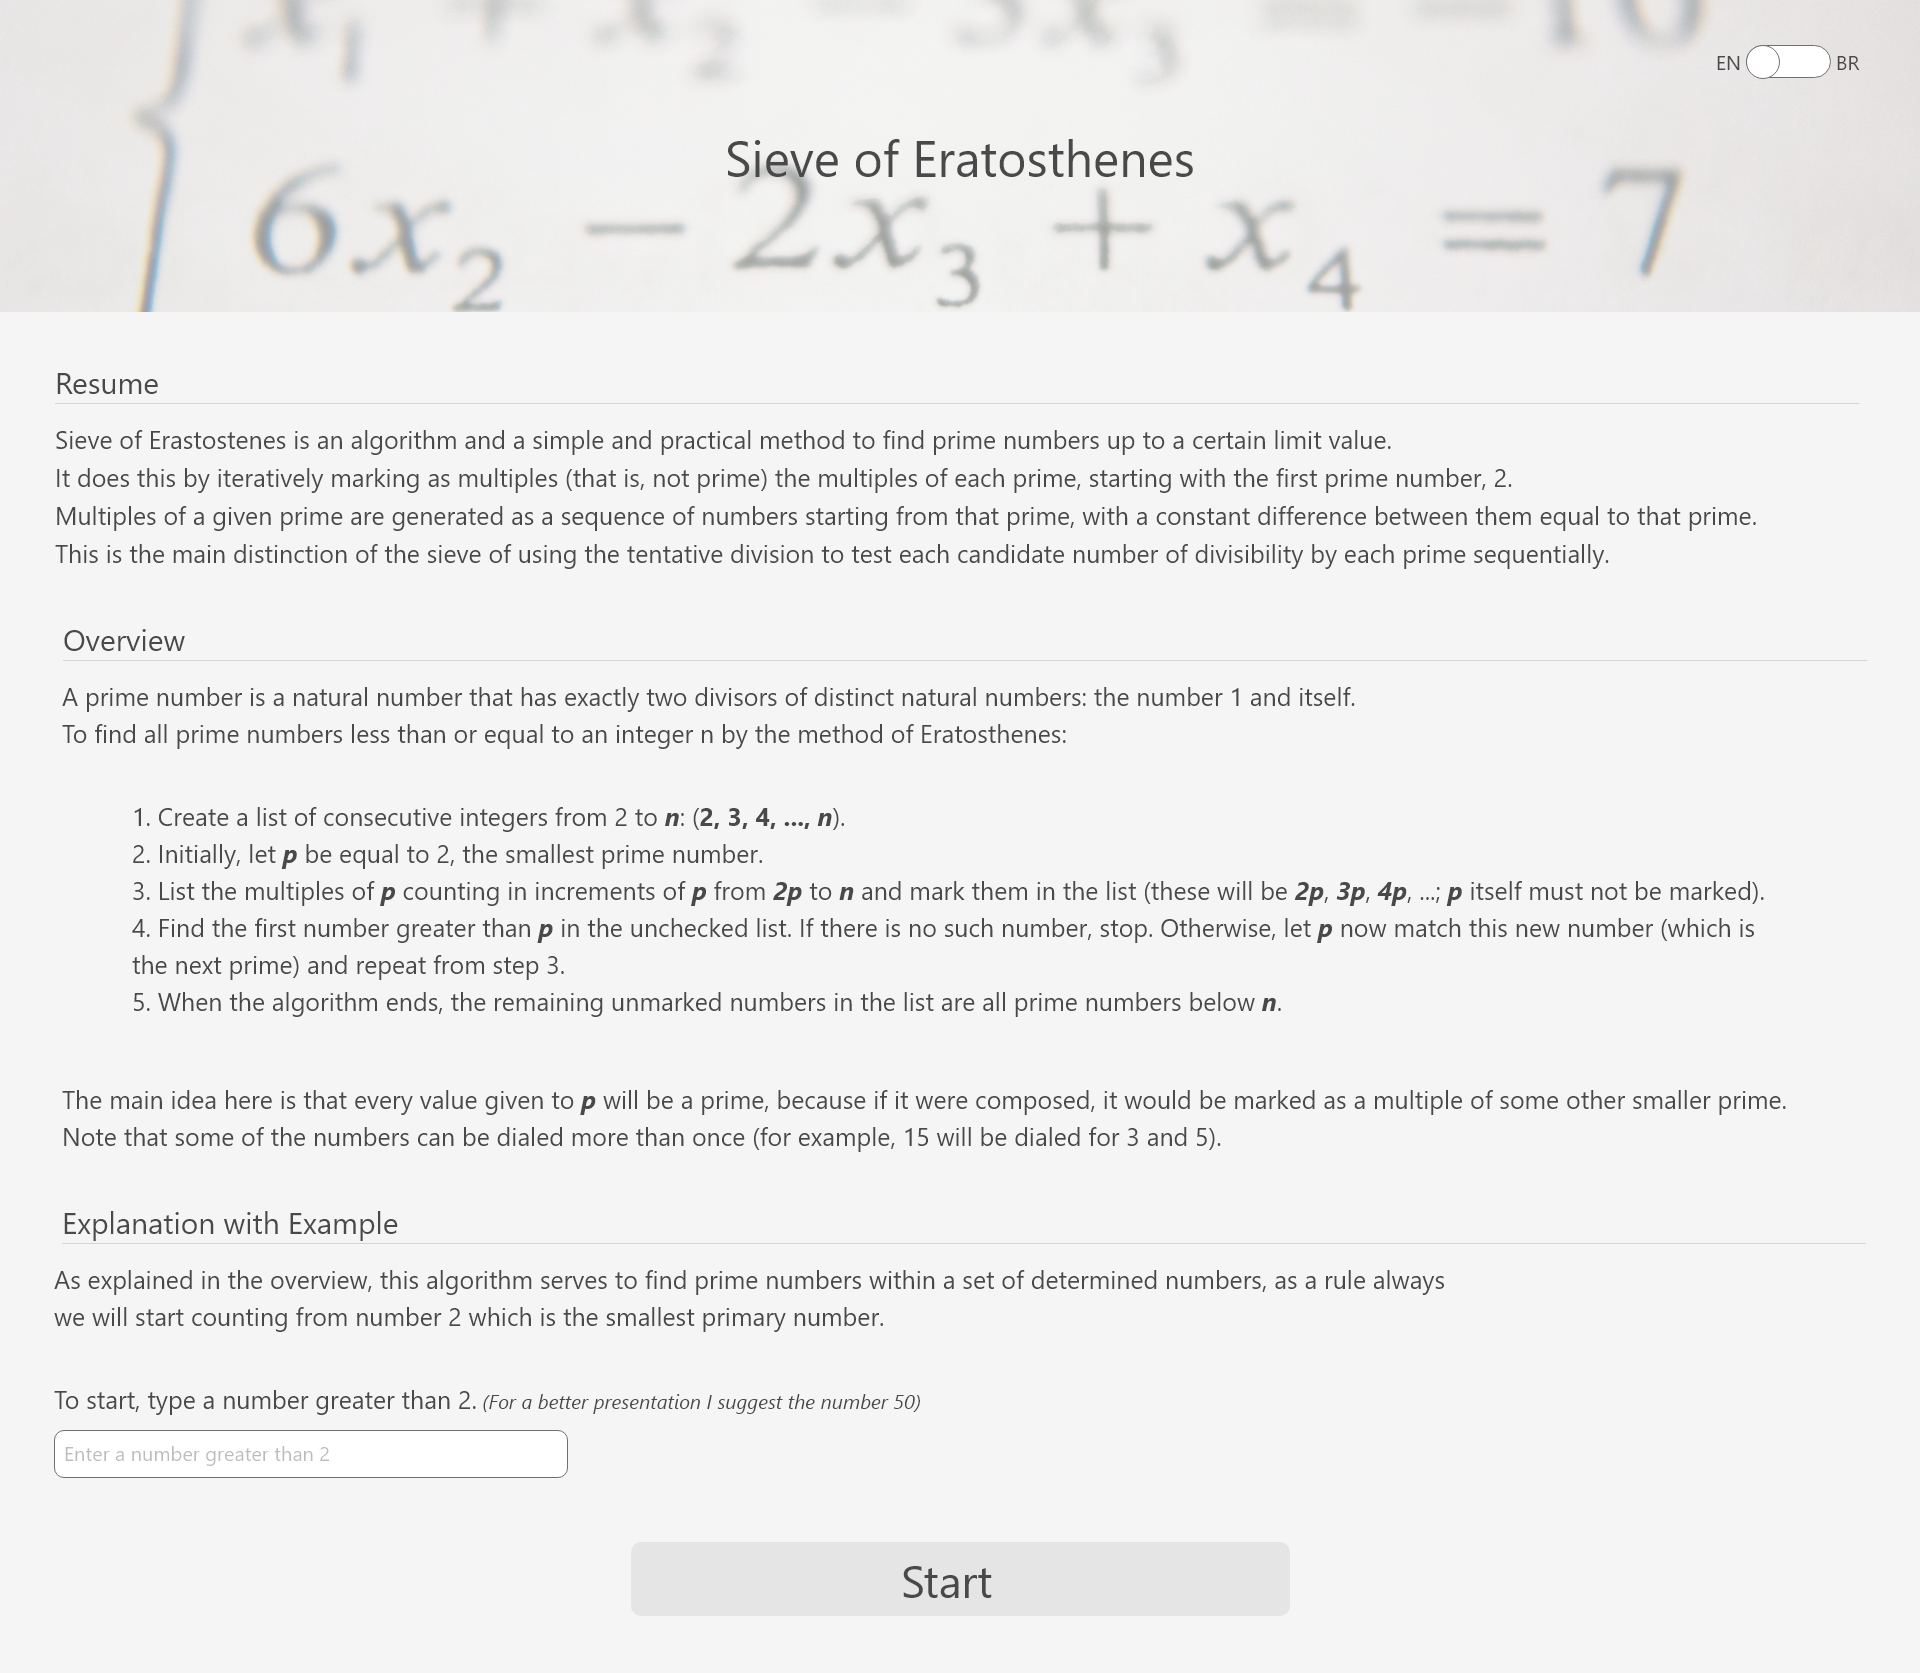 x₁ + x₂ − 3x₃ = −10
EN BR
Sieve of Eratosthenes
6x₂ − 2x₃ + x₄ = 7
Resume
Sieve of Erastostenes is an algorithm and a simple and practical method to find prime numbers up to a certain limit value.
It does this by iteratively marking as multiples (that is, not prime) the multiples of each prime, starting with the first prime number, 2.
Multiples of a given prime are generated as a sequence of numbers starting from that prime, with a constant difference between them equal to that prime.
This is the main distinction of the sieve of using the tentative division to test each candidate number of divisibility by each prime sequentially.
Overview
A prime number is a natural number that has exactly two divisors of distinct natural numbers: the number 1 and itself.
To find all prime numbers less than or equal to an integer n by the method of Eratosthenes:
1. Create a list of consecutive integers from 2 to n: (2, 3, 4, ..., n).
2. Initially, let p be equal to 2, the smallest prime number.
3. List the multiples of p counting in increments of p from 2p to n and mark them in the list (these will be 2p, 3p, 4p, ...; p itself must not be marked).
4. Find the first number greater than p in the unchecked list. If there is no such number, stop. Otherwise, let p now match this new number (which is
the next prime) and repeat from step 3.
5. When the algorithm ends, the remaining unmarked numbers in the list are all prime numbers below n.
The main idea here is that every value given to p will be a prime, because if it were composed, it would be marked as a multiple of some other smaller prime.
Note that some of the numbers can be dialed more than once (for example, 15 will be dialed for 3 and 5).
Explanation with Example
As explained in the overview, this algorithm serves to find prime numbers within a set of determined numbers, as a rule always
we will start counting from number 2 which is the smallest primary number.
To start, type a number greater than 2. (For a better presentation I suggest the number 50)
Enter a number greater than 2
Start